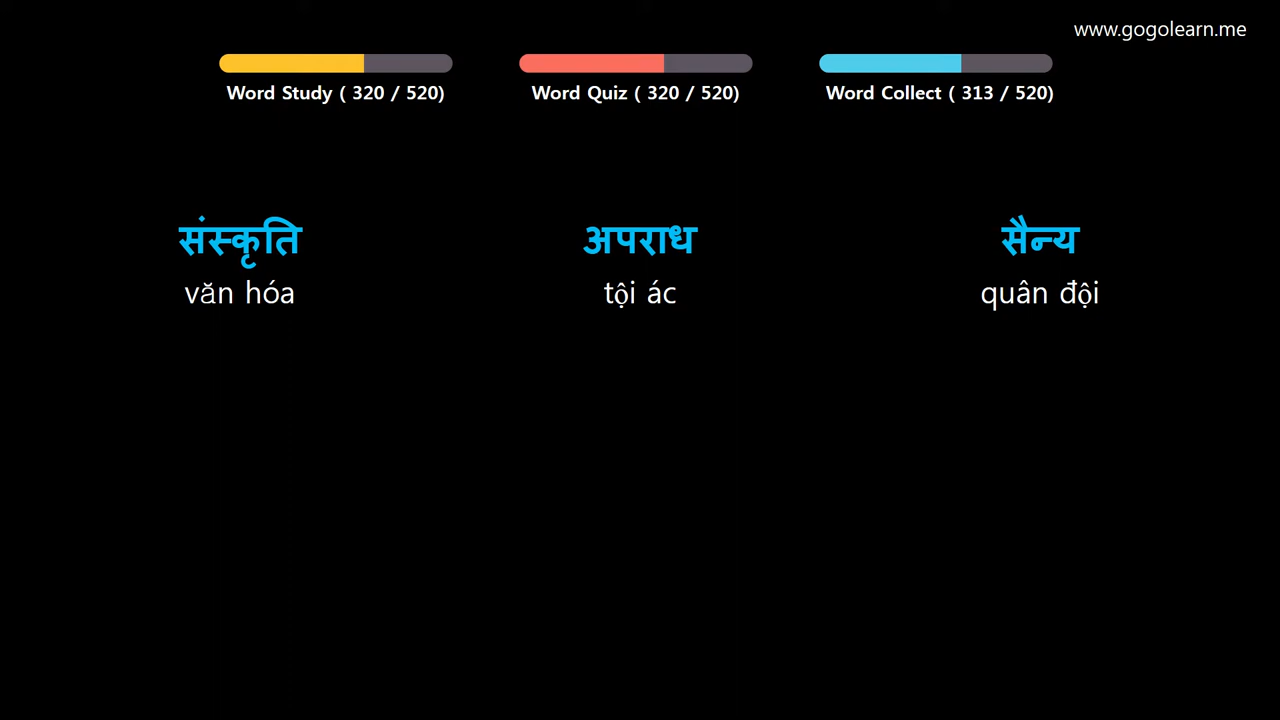 www.gogolearn.me
Word Study ( 320 / 520)
Word Quiz ( 320 / 520)
Word Collect ( 313 / 520)
संस्कृति
văn hóa
अपराध
tội ác
सैन्य
quân đội